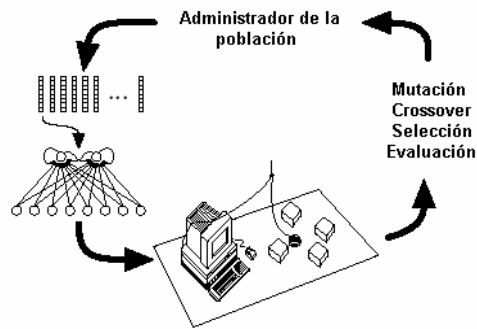 Administrador de la
población
Mutación
Crossover
Selección
Evaluación